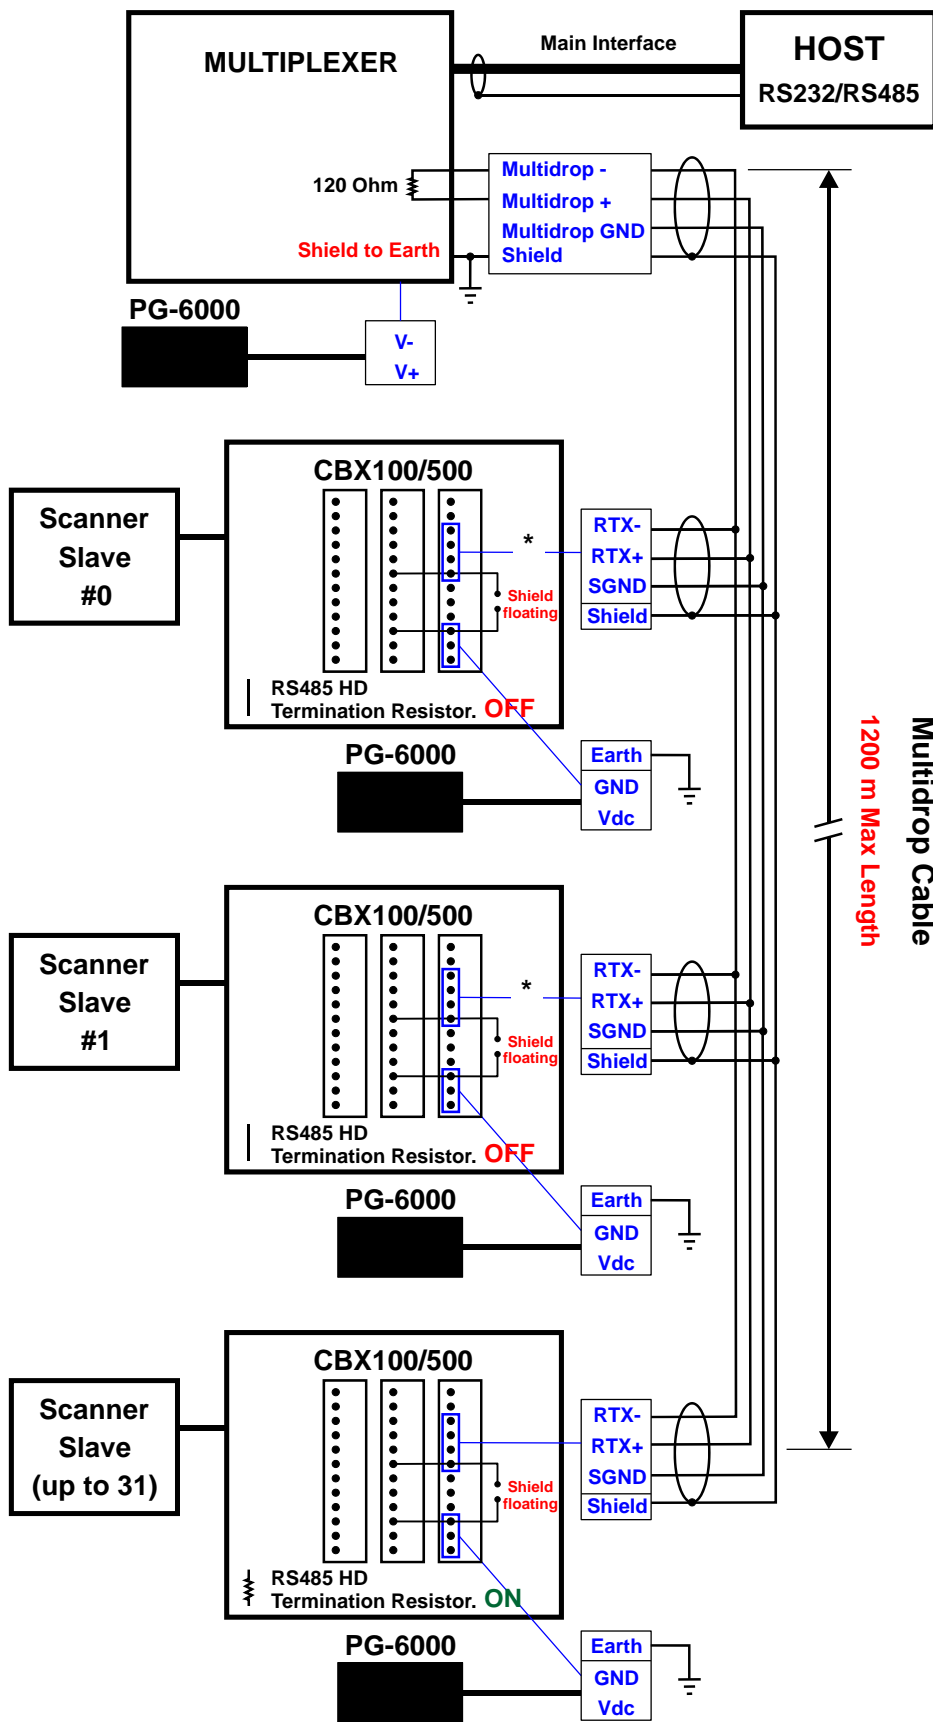 MULTIPLEXER
Main Interface
HOST
RS232/RS485
120 Ohm
Multidrop -
Multidrop +
Multidrop GND
Shield
Shield to Earth
PG-6000
V-
V+
CBX100/500
Scanner
Slave
#0
*
RTX-
RTX+
SGND
Shield
Shield
floating
RS485 HD
Termination Resistor. OFF
PG-6000
Earth
GND
Vdc
Multidrop Cable
1200 m Max Length
CBX100/500
Scanner
Slave
#1
*
RTX-
RTX+
SGND
Shield
Shield
floating
RS485 HD
Termination Resistor. OFF
PG-6000
Earth
GND
Vdc
CBX100/500
Scanner
Slave
(up to 31)
RTX-
RTX+
SGND
Shield
Shield
floating
RS485 HD
Termination Resistor. ON
PG-6000
Earth
GND
Vdc